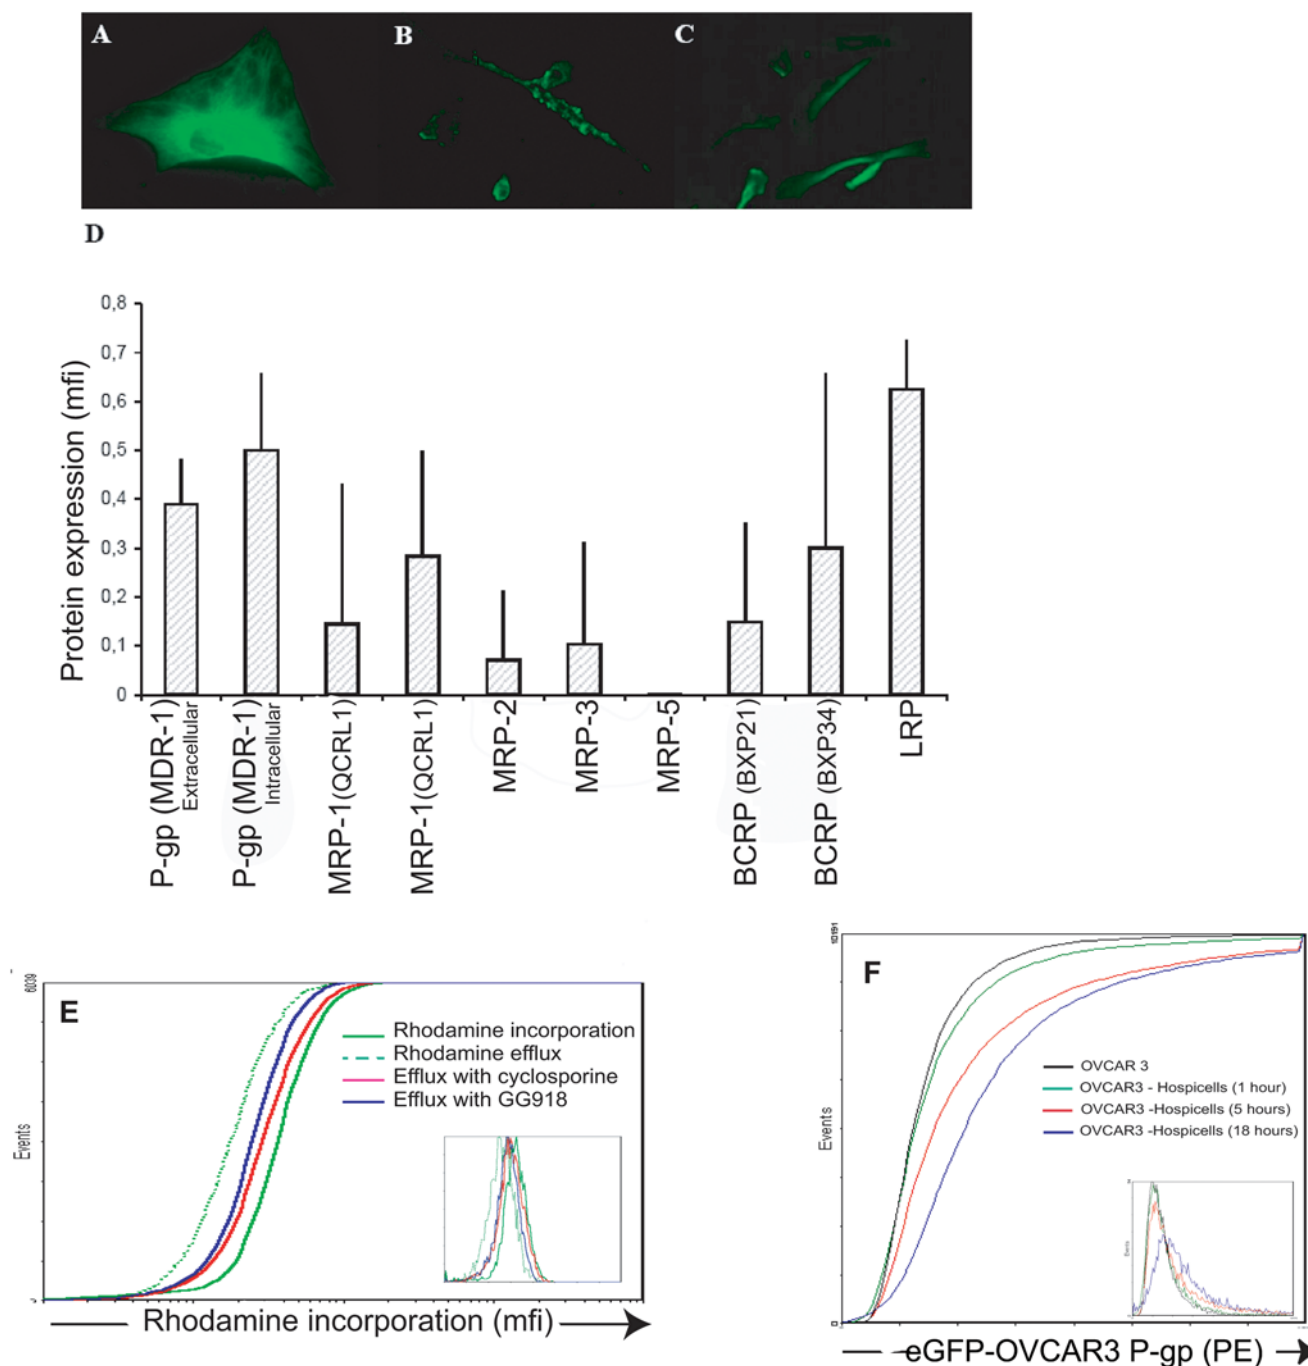 A
B
C
D
Protein expression (mfi)
0,8
0,7
0,6
0,5
0,4
0,3
0,2
0,1
0
P-gp (MDR-1)
Extracellular
P-gp (MDR-1)
Intracellular
MRP-1(QCRL1)
MRP-1(QCRL1)
MRP-2
MRP-3
MRP-5
BCRP (BXP21)
BCRP (BXP34)
LRP
E
6039
Events
Rhodamine incorporation
Rhodamine efflux
Efflux with cyclosporine
Efflux with GG918
Rhodamine incorporation (mfi)
F
10191
Events
OVCAR 3
OVCAR3 - Hospicells (1 hour)
OVCAR3 -Hospicells (5 hours)
OVCAR3 -Hospicells (18 hours)
Events
0
eGFP-OVCAR3 P-gp (PE)